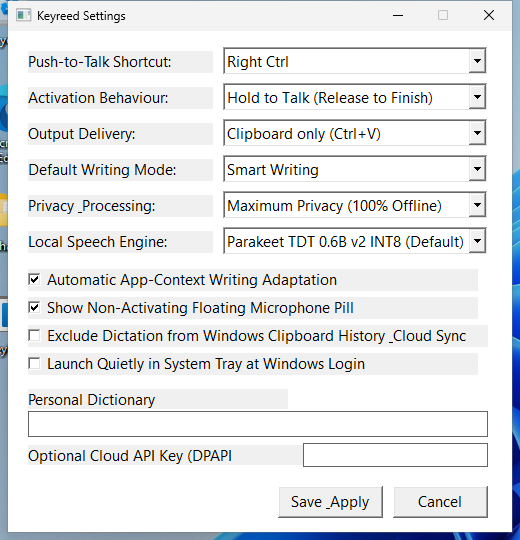 Keyreed Settings
Push-to-Talk Shortcut: Right Ctrl
Activation Behaviour: Hold to Talk (Release to Finish)
Output Delivery: Clipboard only (Ctrl+V)
Default Writing Mode: Smart Writing
Privacy _Processing: Maximum Privacy (100% Offline)
Local Speech Engine: Parakeet TDT 0.6B v2 INT8 (Default)
Automatic App-Context Writing Adaptation
Show Non-Activating Floating Microphone Pill
Exclude Dictation from Windows Clipboard History _Cloud Sync
Launch Quietly in System Tray at Windows Login
Personal Dictionary
Optional Cloud API Key (DPAPI
Save _Apply Cancel